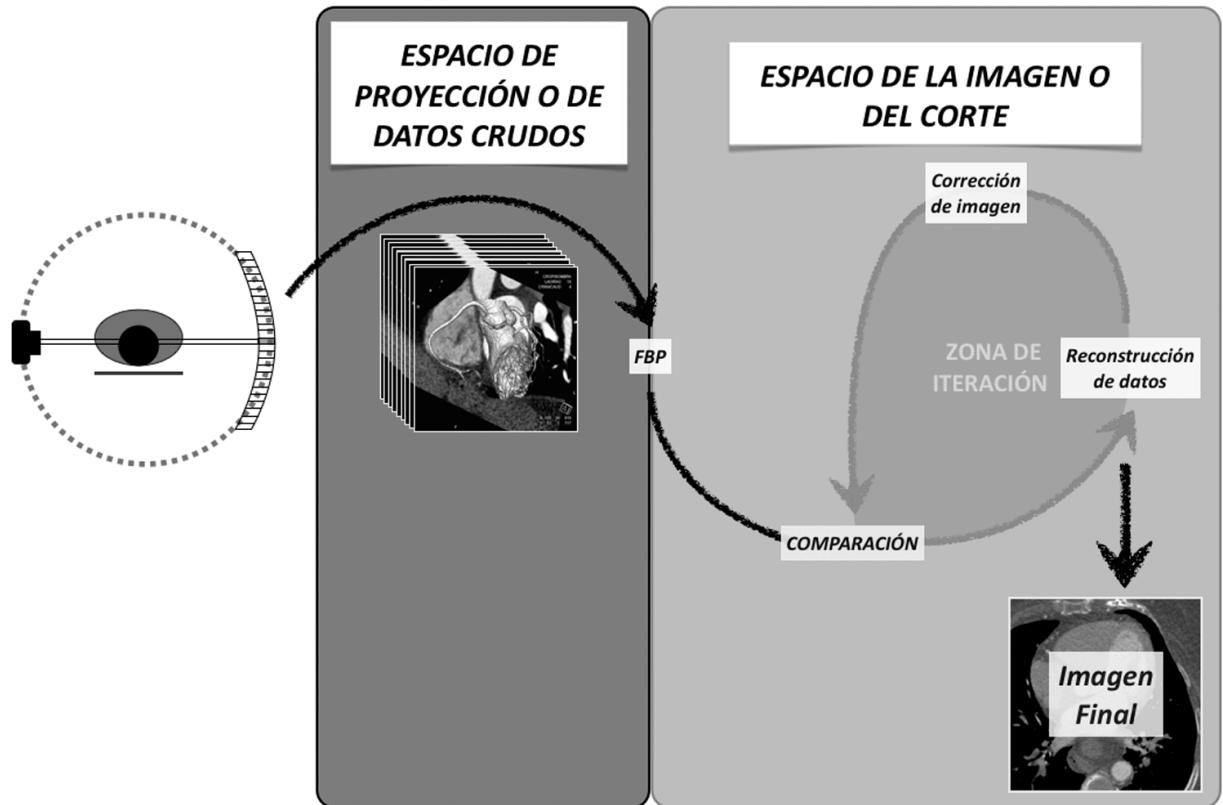 ESPACIO DE
PROYECCIÓN O DE
DATOS CRUDOS
ESPACIO DE LA IMAGEN O
DEL CORTE
Corrección
de imagen
FBP
ZONA DE
ITERACIÓN
Reconstrucción
de datos
COMPARACIÓN
Imagen
Final